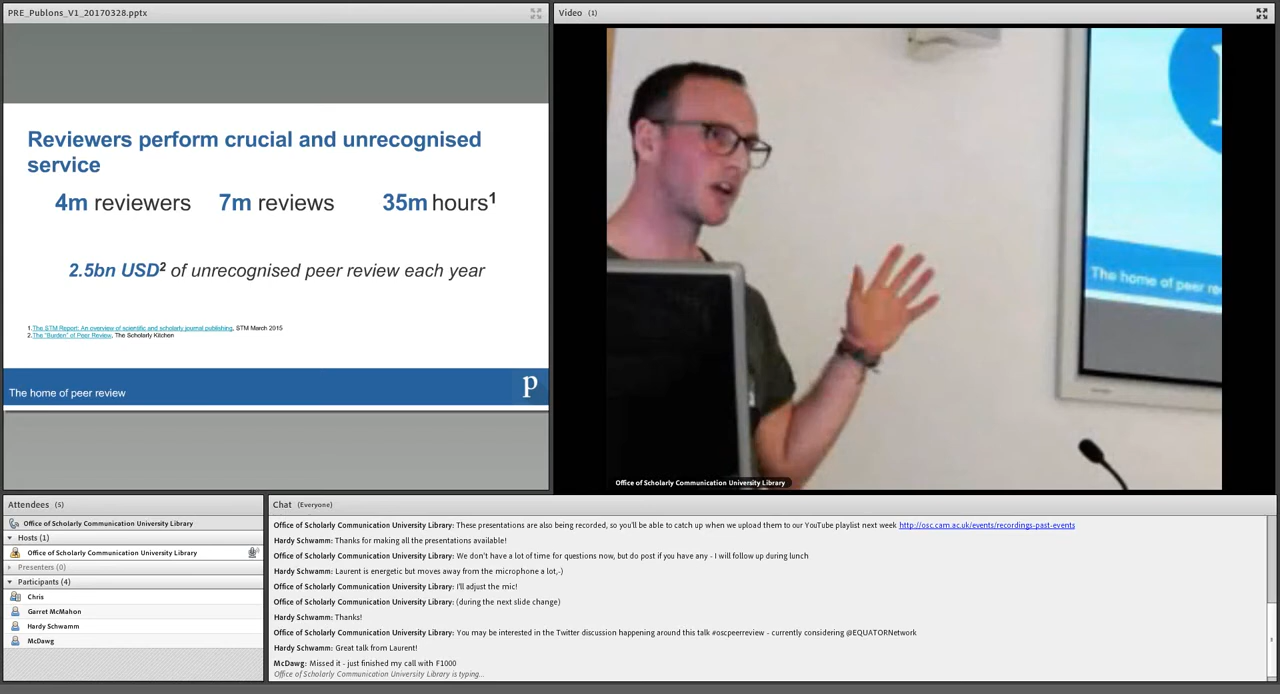 PRE_Publons_V1_20170328.pptx
Reviewers perform crucial and unrecognised
service
4m reviewers 7m reviews 35m hours1
2.5bn USD2 of unrecognised peer review each year
1.The STM Report: An overview of scientific and scholarly journal publishing, STM March 2015
2.The "Burden" of Peer Review, The Scholarly Kitchen
The home of peer review
p
Video (1)
The home of peer re
Office of Scholarly Communication University Library
Attendees (5)
Office of Scholarly Communication University Library
Hosts (1)
Office of Scholarly Communication University Library
Presenters (0)
Participants (4)
Chris
Garret McMahon
Hardy Schwamm
McDawg
Chat (Everyone)
Office of Scholarly Communication University Library: These presentations are also being recorded, so you'll be able to catch up when we upload them to our YouTube playlist next week http://osc.cam.ac.uk/events/recordings-past-events
Hardy Schwamm: Thanks for making all the presentations available!
Office of Scholarly Communication University Library: We don't have a lot of time for questions now, but do post if you have any - I will follow up during lunch
Hardy Schwamm: Laurent is energetic but moves away from the microphone a lot,-)
Office of Scholarly Communication University Library: I'll adjust the mic!
Office of Scholarly Communication University Library: (during the next slide change)
Hardy Schwamm: Thanks!
Office of Scholarly Communication University Library: You may be interested in the Twitter discussion happening around this talk #oscpeerreview - currently considering @EQUATORNetwork
Hardy Schwamm: Great talk from Laurent!
McDawg: Missed it - just finished my call with F1000
Office of Scholarly Communication University Library is typing...